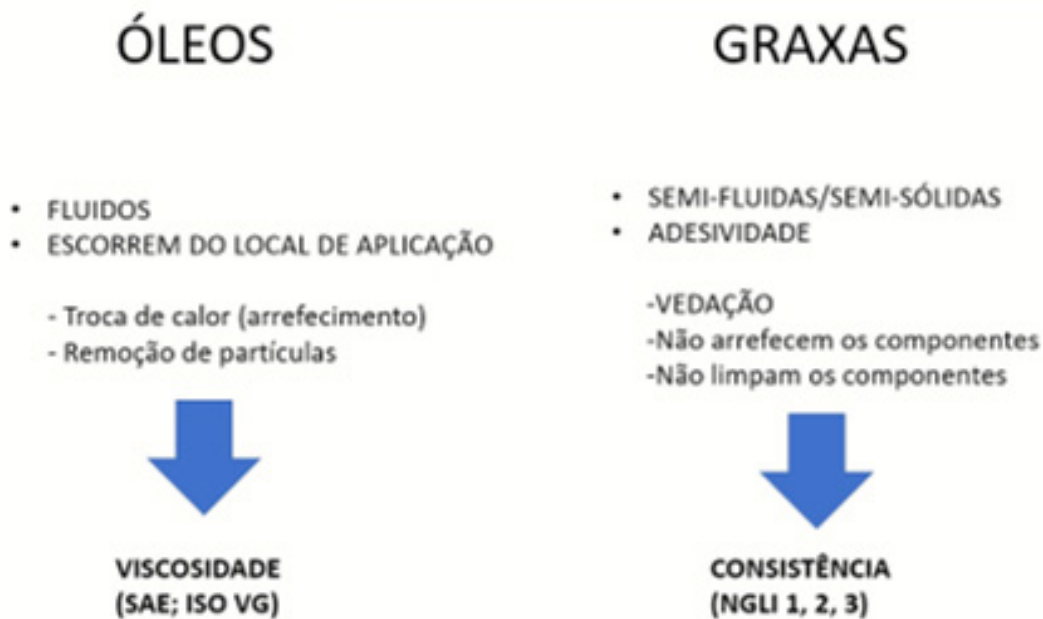 ÓLEOS
• FLUIDOS
• ESCORREM DO LOCAL DE APLICAÇÃO
- Troca de calor (arrefecimento)
- Remoção de partículas
VISCOSIDADE
(SAE; ISO VG)
GRAXAS
• SEMI-FLUIDAS/SEMI-SÓLIDAS
• ADESIVIDADE
-VEDAÇÃO
-Não arrefecem os componentes
-Não limpam os componentes
CONSISTÊNCIA
(NGLI 1, 2, 3)